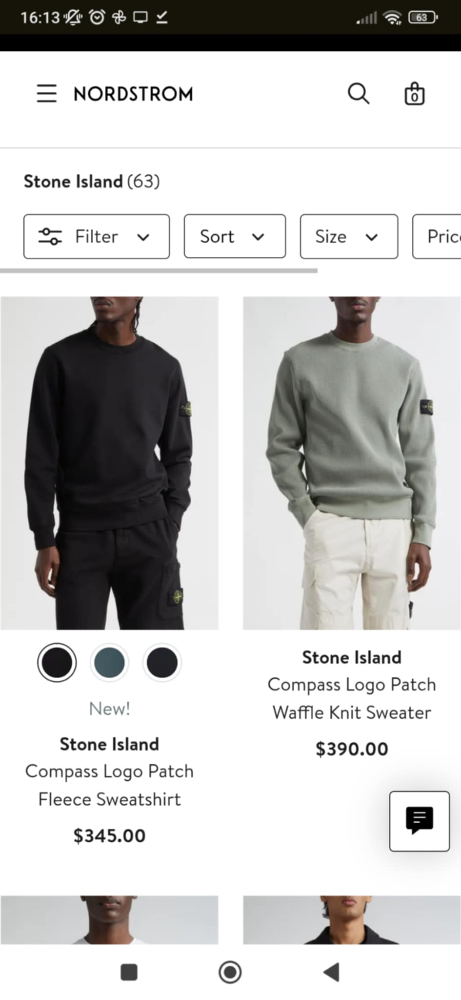 16:13
63
NORDSTROM
0
Stone Island (63)
Filter
Sort
Size
Pric
New!
Stone Island
Compass Logo Patch
Fleece Sweatshirt
$345.00
Stone Island
Compass Logo Patch
Waffle Knit Sweater
$390.00